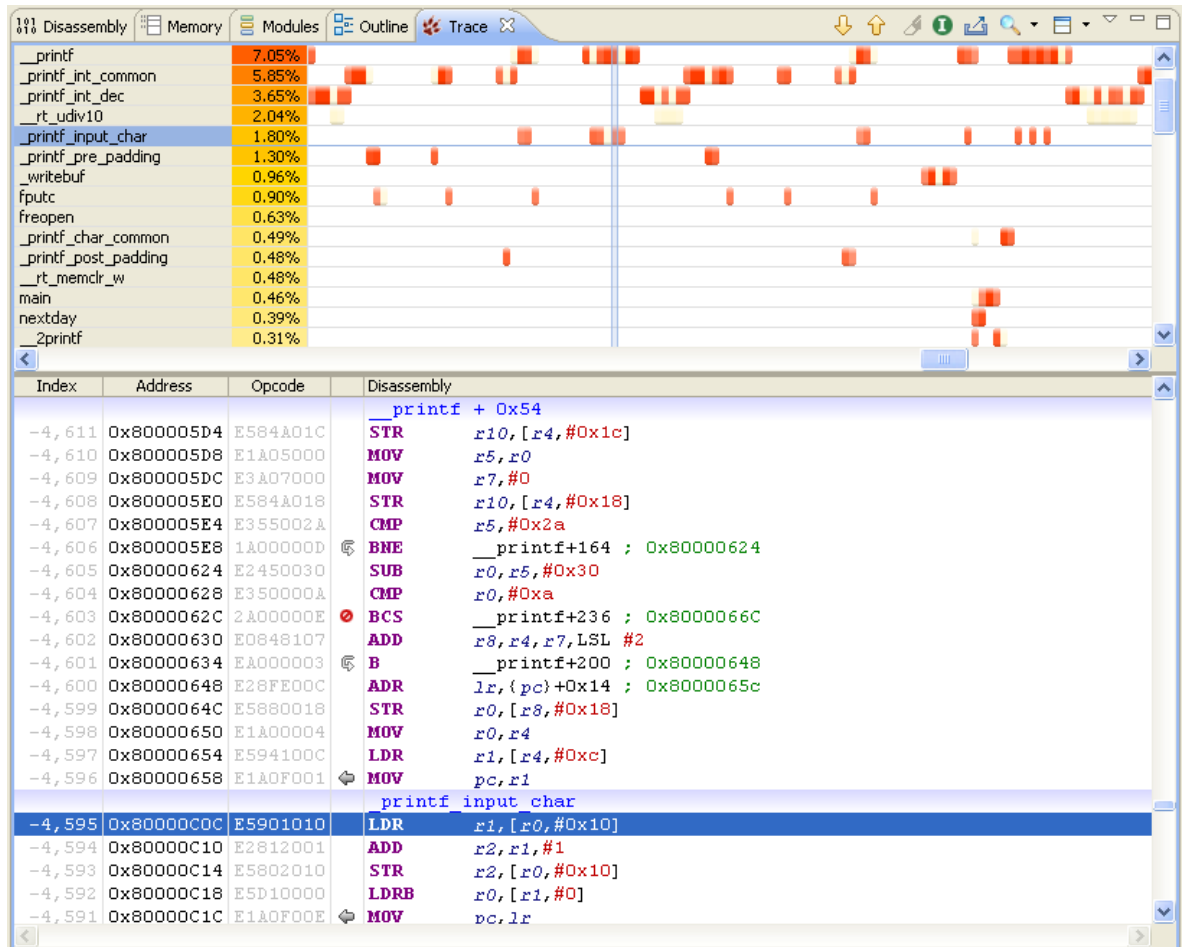 Disassembly Memory Modules Outline Trace
__printf 7.05%
_printf_int_common 5.85%
_printf_int_dec 3.65%
__rt_udiv10 2.04%
_printf_input_char 1.80%
_printf_pre_padding 1.30%
_writebuf 0.96%
fputc 0.90%
freopen 0.63%
_printf_char_common 0.49%
_printf_post_padding 0.48%
__rt_memclr_w 0.48%
main 0.46%
nextday 0.39%
__2printf 0.31%
Index Address Opcode Disassembly
__printf + 0x54
-4,611 0x800005D4 E584A01C STR r10,[r4,#0x1c]
-4,610 0x800005D8 E1A05000 MOV r5,r0
-4,609 0x800005DC E3A07000 MOV r7,#0
-4,608 0x800005E0 E584A018 STR r10,[r4,#0x18]
-4,607 0x800005E4 E355002A CMP r5,#0x2a
-4,606 0x800005E8 1A00000D BNE __printf+164 ; 0x80000624
-4,605 0x80000624 E2450030 SUB r0,r5,#0x30
-4,604 0x80000628 E350000A CMP r0,#0xa
-4,603 0x8000062C 2A00000E BCS __printf+236 ; 0x8000066C
-4,602 0x80000630 E0848107 ADD r8,r4,r7,LSL #2
-4,601 0x80000634 EA000003 B __printf+200 ; 0x80000648
-4,600 0x80000648 E28FE00C ADR lr,{pc}+0x14 ; 0x8000065c
-4,599 0x8000064C E5880018 STR r0,[r8,#0x18]
-4,598 0x80000650 E1A00004 MOV r0,r4
-4,597 0x80000654 E594100C LDR r1,[r4,#0xc]
-4,596 0x80000658 E1A0F001 MOV pc,r1
_printf_input_char
-4,595 0x80000C0C E5901010 LDR r1,[r0,#0x10]
-4,594 0x80000C10 E2812001 ADD r2,r1,#1
-4,593 0x80000C14 E5802010 STR r2,[r0,#0x10]
-4,592 0x80000C18 E5D10000 LDRB r0,[r1,#0]
-4,591 0x80000C1C E1A0F00E MOV pc,lr